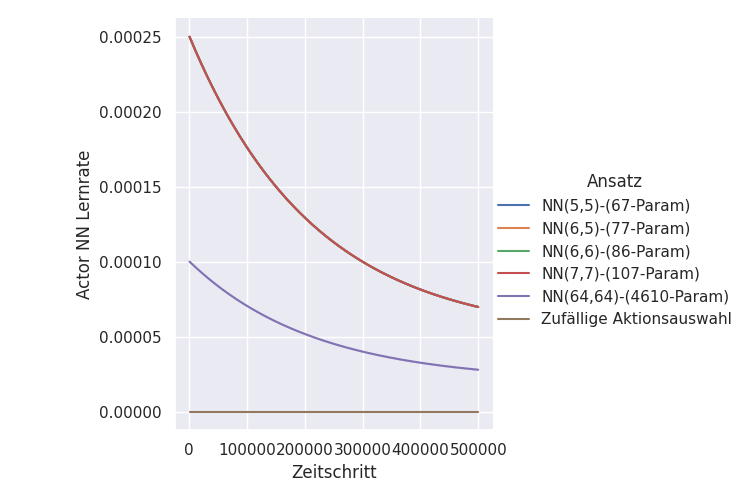 0.00025
0.00020
0.00015
0.00010
0.00005
0.00000
Actor NN Lernrate
0 100000 200000 300000 400000 500000
Zeitschritt
Ansatz
NN(5,5)-(67-Param)
NN(6,5)-(77-Param)
NN(6,6)-(86-Param)
NN(7,7)-(107-Param)
NN(64,64)-(4610-Param)
Zufällige Aktionsauswahl